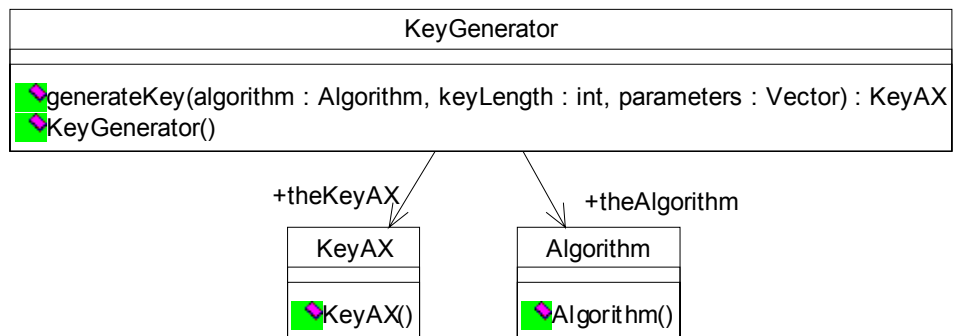 KeyGenerator
generateKey(algorithm : Algorithm, keyLength : int, parameters : Vector) : KeyAX
KeyGenerator()
+theKeyAX
+theAlgorithm
KeyAX
Algorithm
KeyAX()
Algorithm()